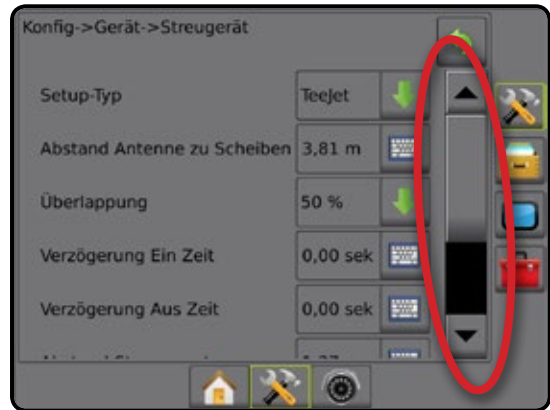 Konfig->Gerät->Streugerät
Setup-Typ TeeJet
Abstand Antenne zu Scheiben 3,81 m
Überlappung 50 %
Verzögerung Ein Zeit 0,00 sek
Verzögerung Aus Zeit 0,00 sek